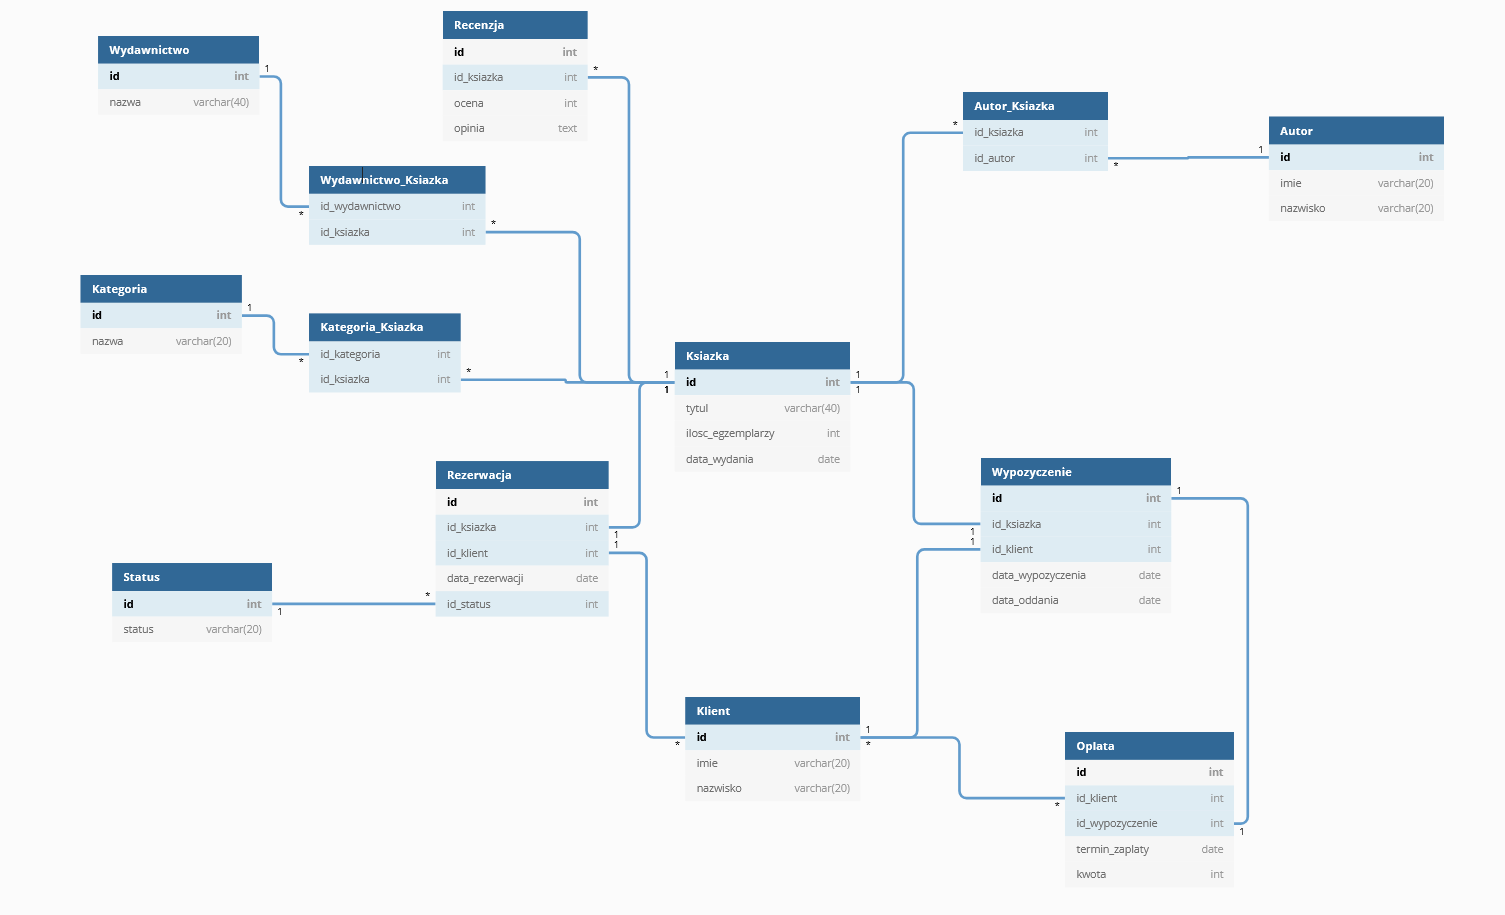 Wydawnictwo
id int
nazwa varchar(40)
1
Recenzja
id int
id_ksiazka int
ocena int
opinia text
*
Wydawnictwo_Ksiazka
id_wydawnictwo int
id_ksiazka int
*
*
Autor_Ksiazka
id_ksiazka int
id_autor int
*
*
Autor
id int
imie varchar(20)
nazwisko varchar(20)
1
Kategoria
id int
nazwa varchar(20)
1
Kategoria_Ksiazka
id_kategoria int
id_ksiazka int
*
*
Ksiazka
id int
tytul varchar(40)
ilosc_egzemplarzy int
data_wydania date
1
1
1
1
Rezerwacja
id int
id_ksiazka int
id_klient int
data_rezerwacji date
id_status int
1
1
*
Status
id int
status varchar(20)
1
Wypozyczenie
id int
id_ksiazka int
id_klient int
data_wypozyczenia date
data_oddania date
1
1
1
Klient
id int
imie varchar(20)
nazwisko varchar(20)
*
1
*
Oplata
id int
id_klient int
id_wypozyczenie int
termin_zaplaty date
kwota int
*
1